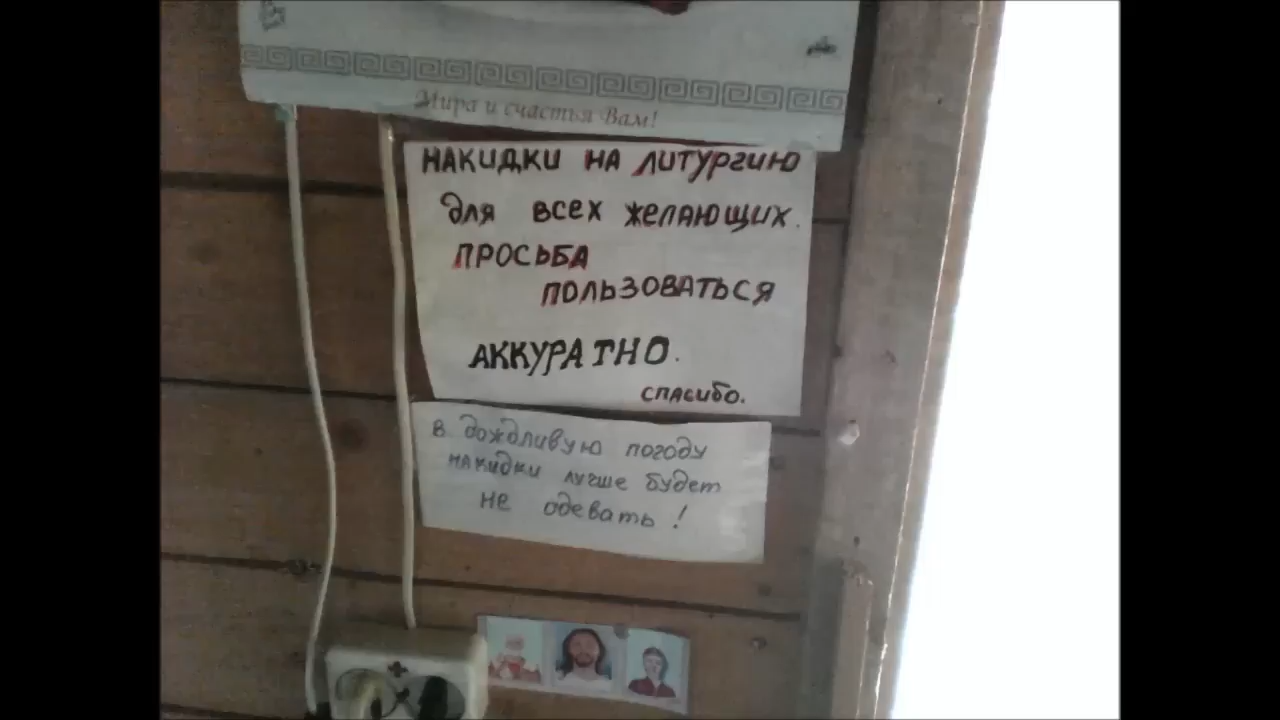 Мира и счастья Вам!
НАКИДКИ НА ЛИТУРГИЮ
для ВСЕХ ЖЕЛАЮЩИХ.
ПРОСЬБА
ПОЛЬЗОВАТЬСЯ
АККУРАТНО.
СПАСИБО.
в дождливую погоду
накидки лучше будет
не одевать!